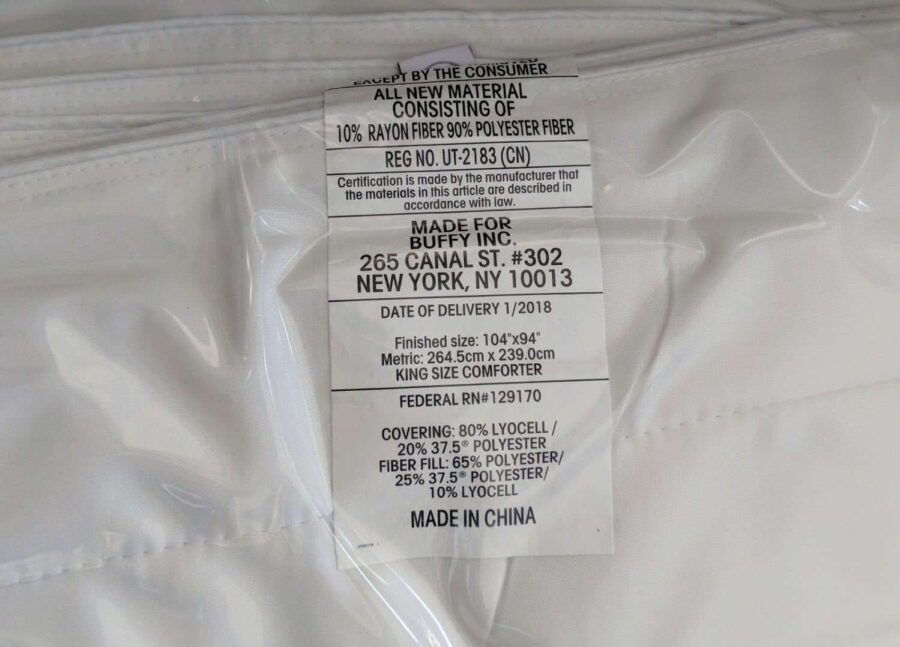 EXCEPT BY THE CONSUMER
ALL NEW MATERIAL
CONSISTING OF
10% RAYON FIBER 90% POLYESTER FIBER
REG NO. UT-2183 (CN)
Certification is made by the manufacturer that
the materials in this article are described in
accordance with law.
MADE FOR
BUFFY INC.
265 CANAL ST. #302
NEW YORK, NY 10013
DATE OF DELIVERY 1/2018
Finished size: 104"x94"
Metric: 264.5cm x 239.0cm
KING SIZE COMFORTER
FEDERAL RN#129170
COVERING: 80% LYOCELL /
20% 37.5® POLYESTER
FIBER FILL: 65% POLYESTER/
25% 37.5® POLYESTER/
10% LYOCELL
MADE IN CHINA